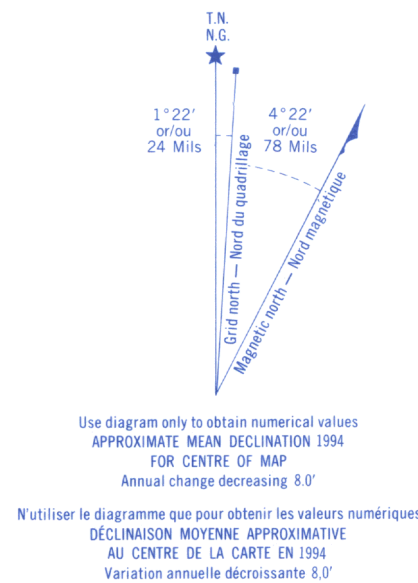 T.N.
N.G.
1°22'
or/ou
24 Mils
4°22'
or/ou
78 Mils
Grid north — Nord du quadrillage
Magnetic north — Nord magnetique
Use diagram only to obtain numerical values
APPROXIMATE MEAN DECLINATION 1994
FOR CENTRE OF MAP
Annual change decreasing 8.0'
N'utiliser le diagramme que pour obtenir les valeurs numériques
DÉCLINAISON MOYENNE APPROXIMATIVE
AU CENTRE DE LA CARTE EN 1994
Variation annuelle décroissante 8,0'